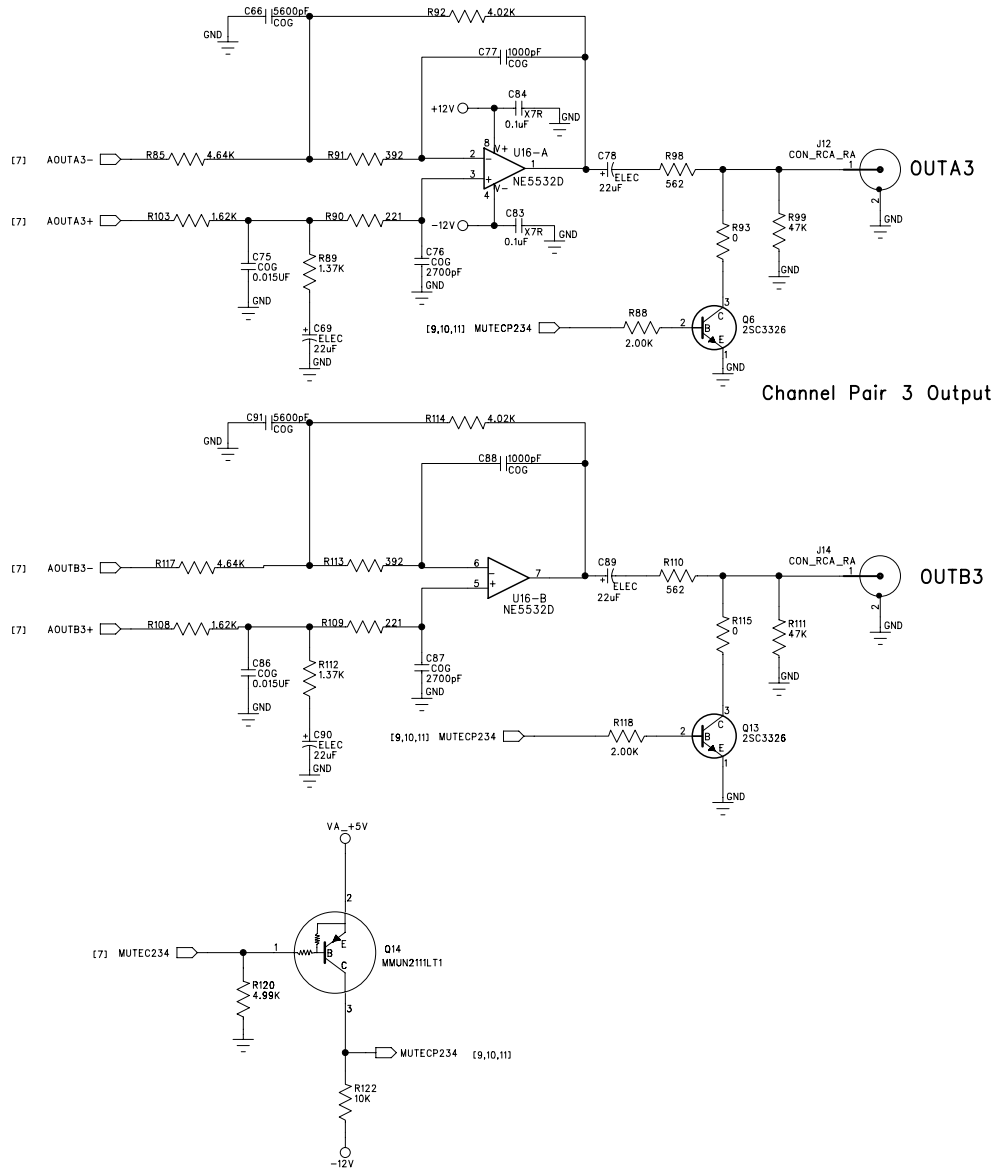 C66 5600pF R92 4.02K
COG
GND
C77 1000pF
COG
C84
+12V X7R GND
0.1uF
8 V+
U16-A
[7] AOUTA3- R85 4.64K R91 392 2 - 1 C78 R98 J12
CON_RCA_RA
NE5532D + ELEC 562 1 OUTA3
22uF
[7] AOUTA3+ R103 1.62K R90 221 3 + 2
4 V-
-12V C83
X7R GND
0.1uF
GND
C75
COG
0.015UF
GND
R89
1.37K
C76
COG
2700pF
GND
R93
0
R99
47K
GND
+ C69
ELEC
22uF
GND
[9,10,11] MUTECP234 R88 2.00K 2 B 3 C E 1 Q6
2SC3326
GND
Channel Pair 3 Output
C91 5600pF R114 4.02K
COG
GND
C88 1000pF
COG
[7] AOUTB3- R117 4.64K R113 392 6 - 7 C89 R110 J14
CON_RCA_RA
U16-B
NE5532D
+ ELEC 562 1 OUTB3
22uF
[7] AOUTB3+ R108 1.62K R109 221 5 + 2
GND
C86
COG
0.015UF
GND
R112
1.37K
C87
COG
2700pF
GND
R115
0
R111
47K
GND
+ C90
ELEC
22uF
GND
[9,10,11] MUTECP234 R118 2.00K 2 B 3 C E 1 Q13
2SC3326
GND
VA_+5V
2
[7] MUTEC234 1 B E C Q14
MMUN2111LT1
R120
4.99K
3
MUTECP234 [9,10,11]
R122
10K
-12V